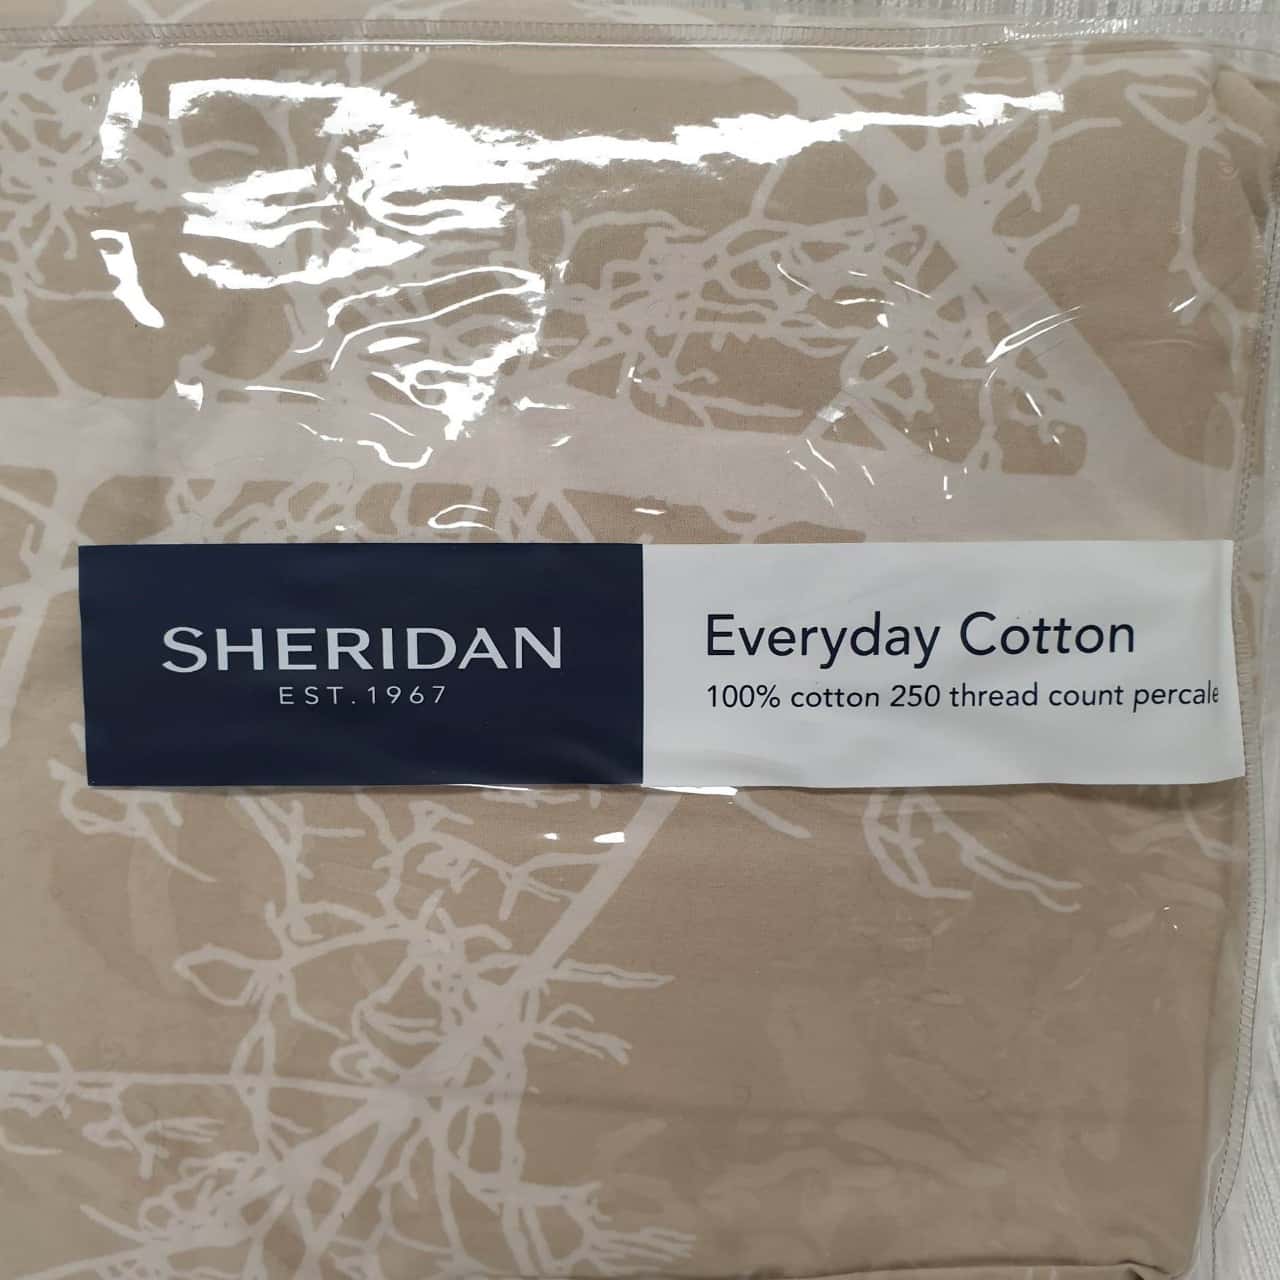 SHERIDAN
EST.1967
Everyday Cotton
100% cotton 250 thread count percale